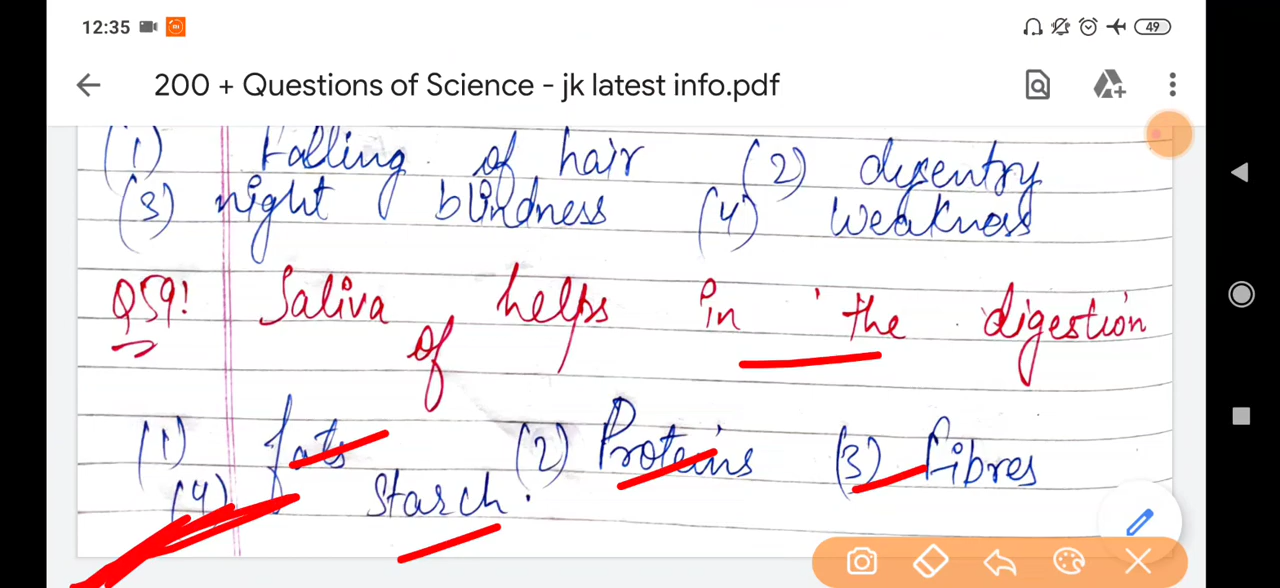 12:35
49
200 + Questions of Science - jk latest info.pdf
(1) Falling of hair (2) dysentry
(3) night blindness (4) weakness
Q59! Saliva helps in the digestion
of
(1) fats (2) Proteins (3) fibres
(4) Starch.